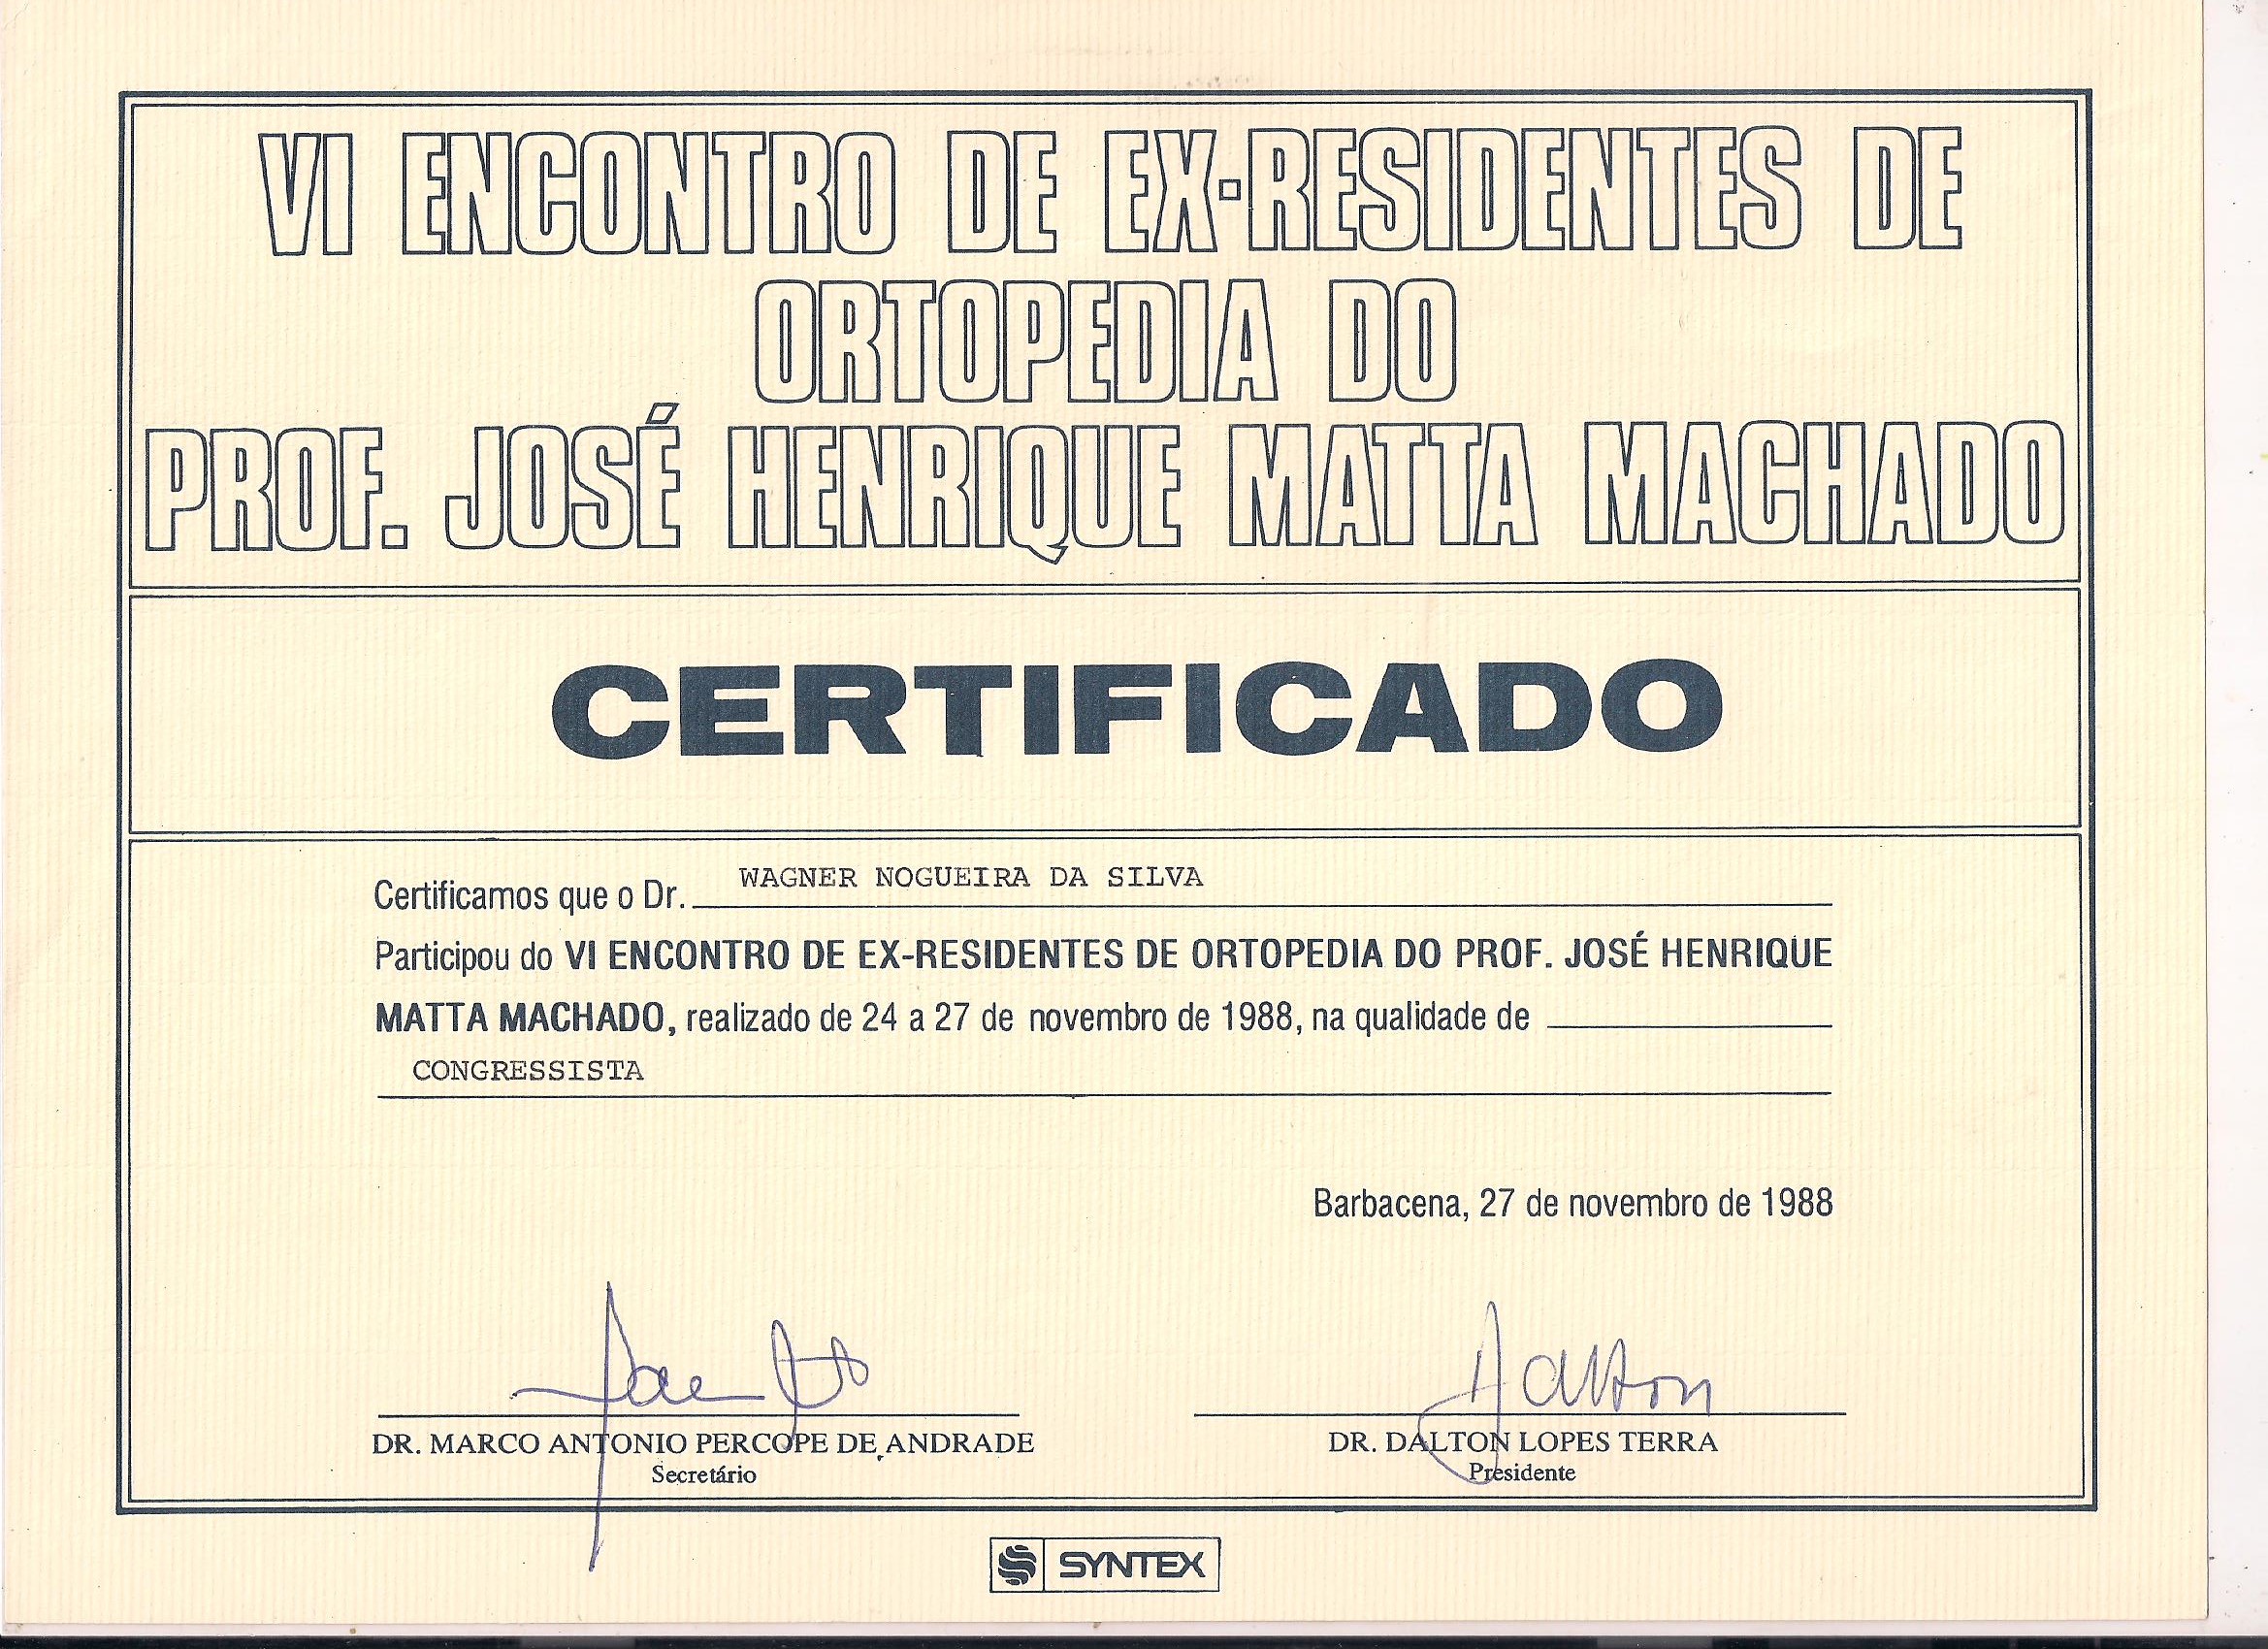 VI ENCONTRO DE EX-RESIDENTES DE
ORTOPEDIA DO
PROF. JOSÉ HENRIQUE MATTA MACHADO
CERTIFICADO
Certificamos que o Dr. WAGNER NOGUEIRA DA SILVA
Participou do VI ENCONTRO DE EX-RESIDENTES DE ORTOPEDIA DO PROF. JOSÉ HENRIQUE
MATTA MACHADO, realizado de 24 a 27 de novembro de 1988, na qualidade de
CONGRESSISTA
Barbacena, 27 de novembro de 1988
Dalton
DR. MARCO ANTONIO PERCOPE DE ANDRADE
Secretário
DR. DALTON LOPES TERRA
Presidente
SYNTEX